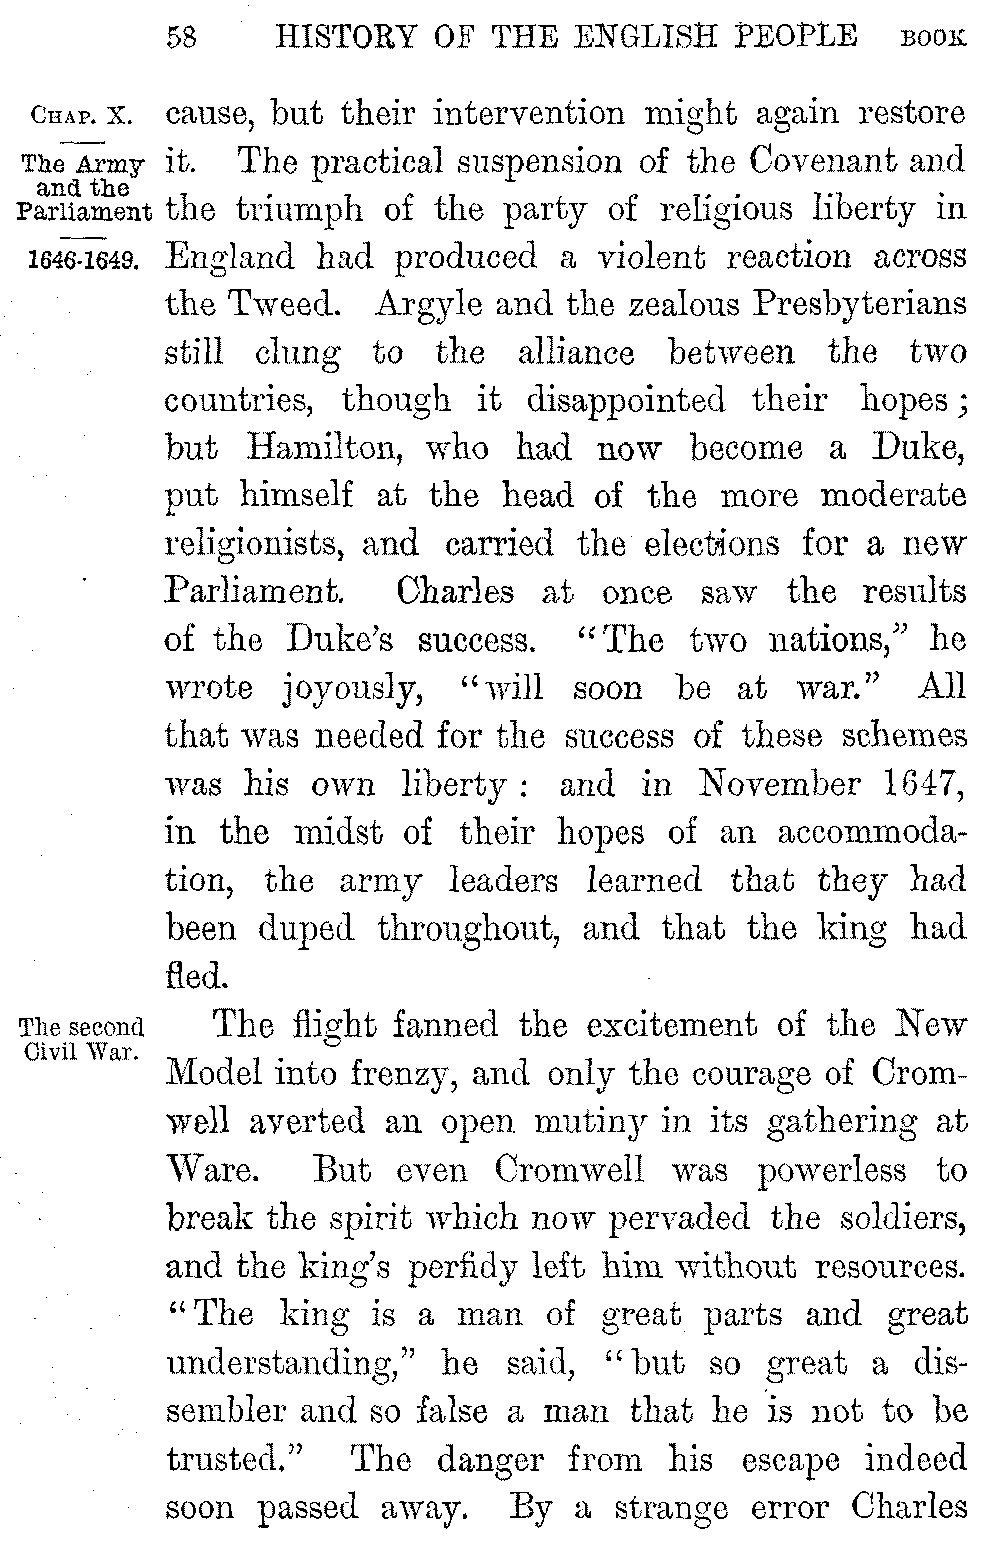 58 HISTORY OF THE ENGLISH PEOPLE BOOK
CHAP. X.
The Army
and the
Parliament
1646-1649.
cause, but their intervention might again restore
it. The practical suspension of the Covenant and
the triumph of the party of religious liberty in
England had produced a violent reaction across
the Tweed. Argyle and the zealous Presbyterians
still clung to the alliance between the two
countries, though it disappointed their hopes;
but Hamilton, who had now become a Duke,
put himself at the head of the more moderate
religionists, and carried the elections for a new
Parliament. Charles at once saw the results
of the Duke's success. "The two nations," he
wrote joyously, "will soon be at war." All
that was needed for the success of these schemes
was his own liberty: and in November 1647,
in the midst of their hopes of an accommoda-
tion, the army leaders learned that they had
been duped throughout, and that the king had
fled.
The second
Civil War.
The flight fanned the excitement of the New
Model into frenzy, and only the courage of Crom-
well averted an open mutiny in its gathering at
Ware. But even Cromwell was powerless to
break the spirit which now pervaded the soldiers,
and the king's perfidy left him without resources.
"The king is a man of great parts and great
understanding," he said, "but so great a dis-
sembler and so false a man that he is not to be
trusted." The danger from his escape indeed
soon passed away. By a strange error Charles